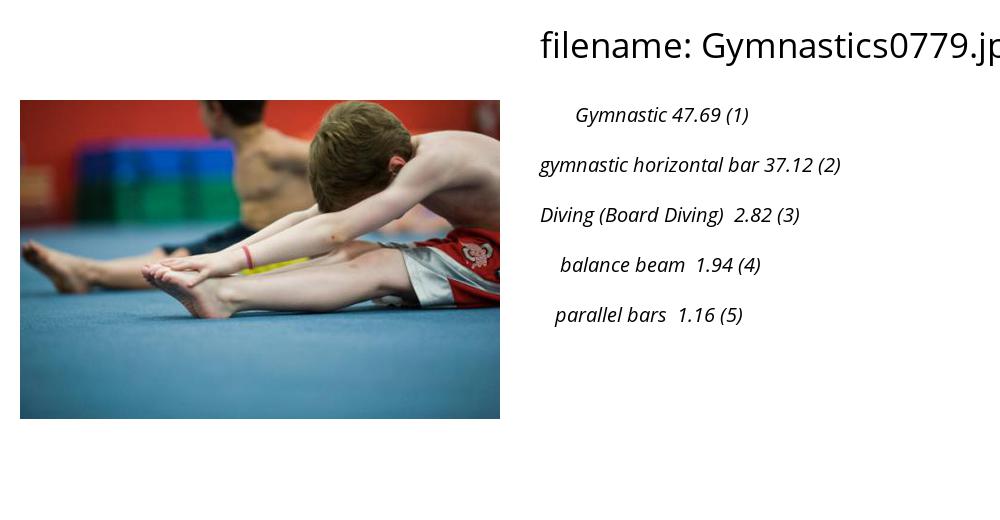 filename: Gymnastics0779.jp
Gymnastic 47.69 (1)
gymnastic horizontal bar 37.12 (2)
Diving (Board Diving) 2.82 (3)
balance beam 1.94 (4)
parallel bars 1.16 (5)